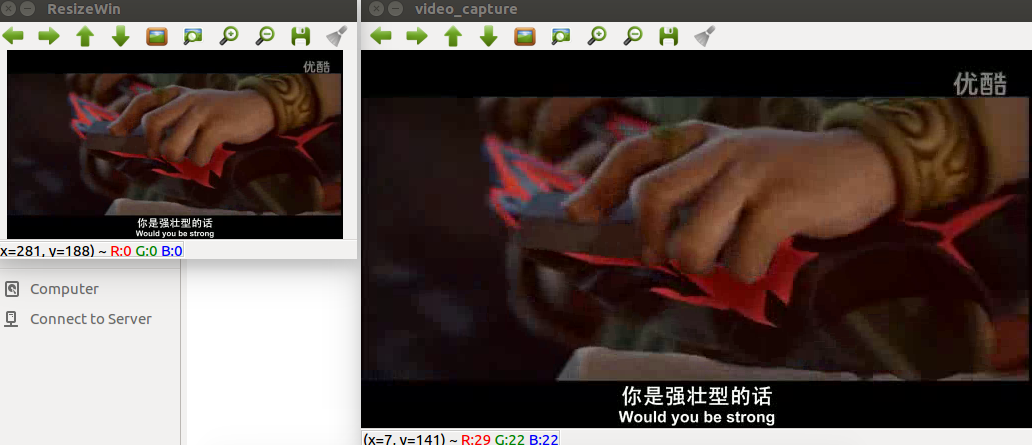 ResizeWin
优酷
你是强壮型的话
Would you be strong
x=281, y=188) ~ R:0 G:0 B:0
Computer
Connect to Server
video_capture
优酷
你是强壮型的话
Would you be strong
(x=7, y=141) ~ R:29 G:22 B:22